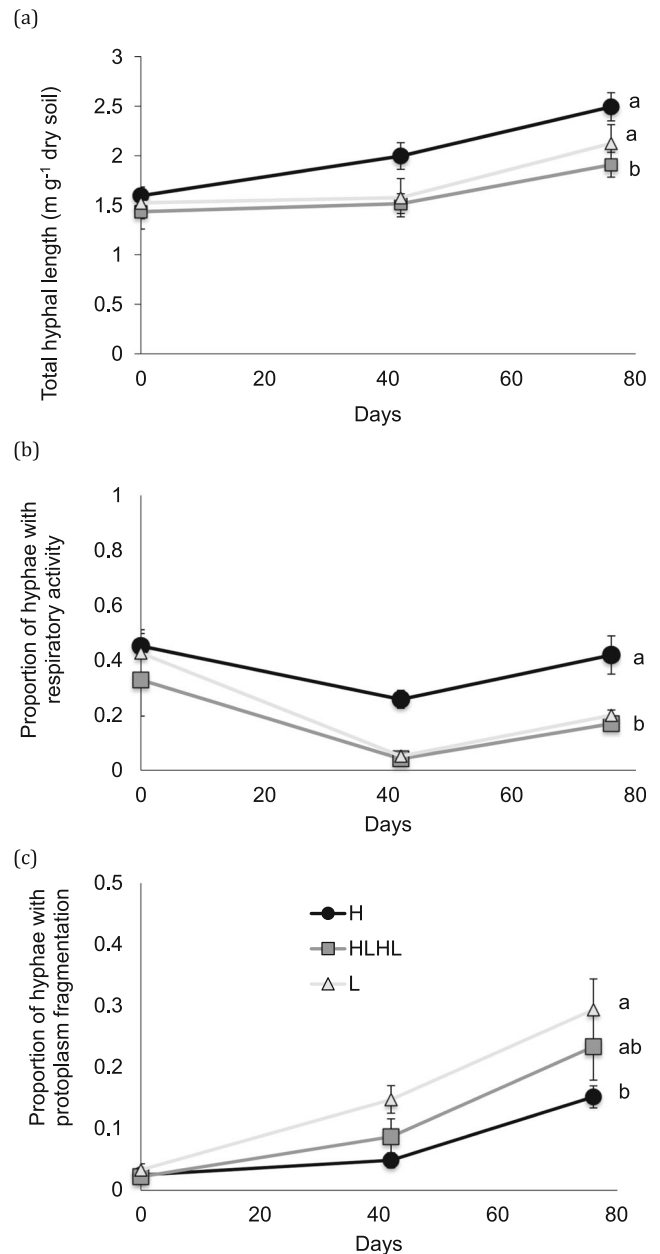 (a)
Total hyphal length (m g⁻¹ dry soil)
3
2.5
2
1.5
1
0.5
0
a
a
b
0 20 40 60 80
Days
(b)
Proportion of hyphae with
respiratory activity
1
0.8
0.6
0.4
0.2
0
a
b
0 20 40 60 80
Days
(c)
Proportion of hyphae with
protoplasm fragmentation
0.5
0.4
0.3
0.2
0.1
0
H
HLHL
L
a
ab
b
0 20 40 60 80
Days